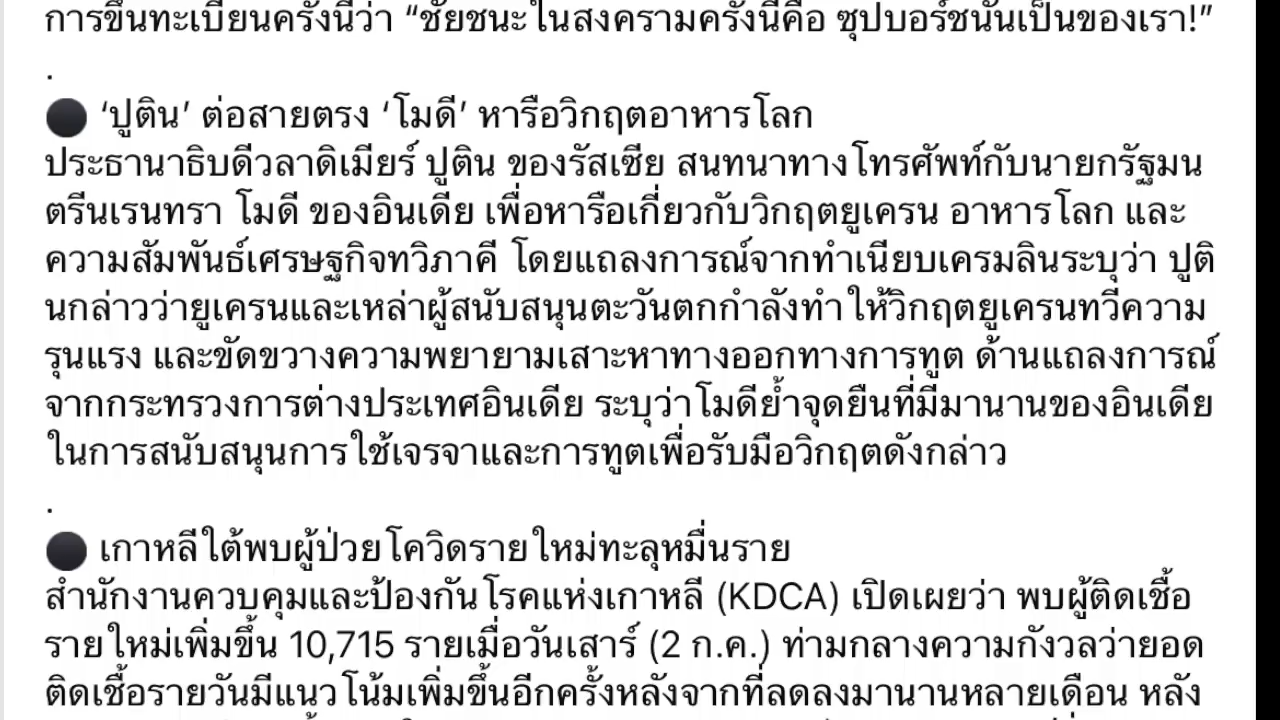 การขึ้นทะเบียนครั้งนี้ว่า “ชัยชนะในสงครามครั้งนี้คือ ซุปบอร์ชนั้นเป็นของเรา!”
.
⚫ ‘ปูติน’ ต่อสายตรง ‘โมดี’ หารือวิกฤตอาหารโลก
ประธานาธิบดีวลาดิเมียร์ ปูติน ของรัสเซีย สนทนาทางโทรศัพท์กับนายกรัฐมน
ตรีนเรนทรา โมดี ของอินเดีย เพื่อหารือเกี่ยวกับวิกฤตยูเครน อาหารโลก และ
ความสัมพันธ์เศรษฐกิจทวิภาคี โดยแถลงการณ์จากทำเนียบเครมลินระบุว่า ปูติ
นกล่าวว่ายูเครนและเหล่าผู้สนับสนุนตะวันตกกำลังทำให้วิกฤตยูเครนทวีความ
รุนแรง และขัดขวางความพยายามเสาะหาทางออกทางการทูต ด้านแถลงการณ์
จากกระทรวงการต่างประเทศอินเดีย ระบุว่าโมดีย้ำจุดยืนที่มีมานานของอินเดีย
ในการสนับสนุนการใช้เจรจาและการทูตเพื่อรับมือวิกฤตดังกล่าว
.
⚫ เกาหลีใต้พบผู้ป่วยโควิดรายใหม่ทะลุหมื่นราย
สำนักงานควบคุมและป้องกันโรคแห่งเกาหลี (KDCA) เปิดเผยว่า พบผู้ติดเชื้อ
รายใหม่เพิ่มขึ้น 10,715 รายเมื่อวันเสาร์ (2 ก.ค.) ท่ามกลางความกังวลว่ายอด
ติดเชื้อรายวันมีแนวโน้มเพิ่มขึ้นอีกครั้งหลังจากที่ลดลงมานานหลายเดือน หลัง